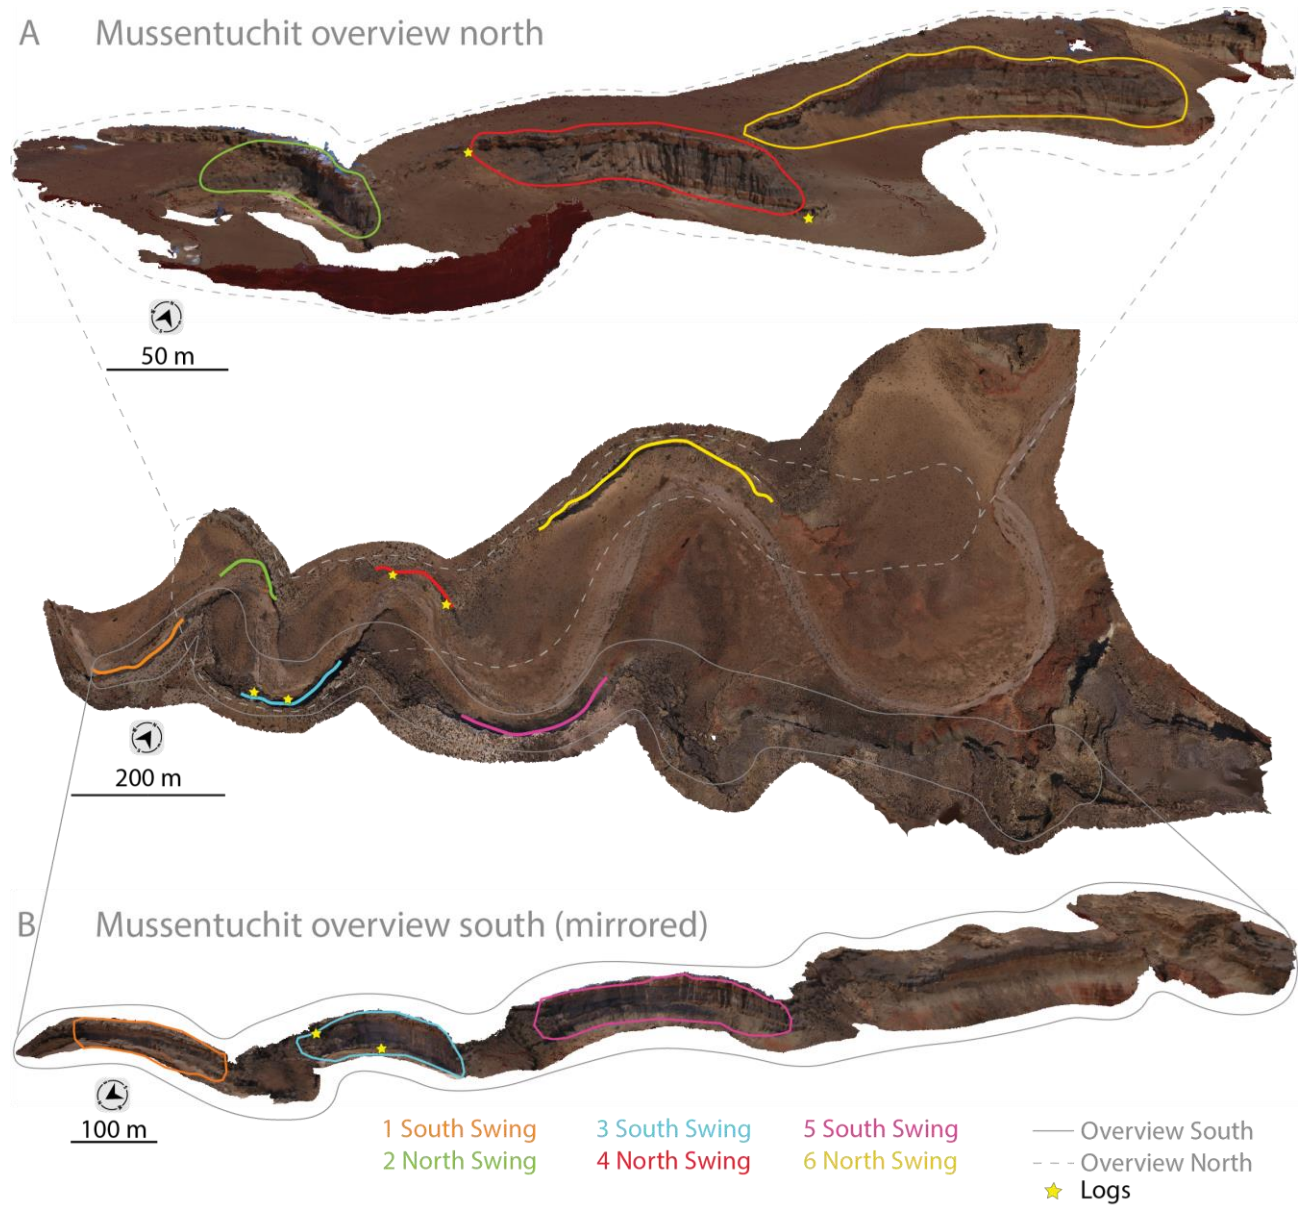 A Mussentuchit overview north
50 m
200 m
B Mussentuchit overview south (mirrored)
100 m
1 South Swing 3 South Swing 5 South Swing Overview South
2 North Swing 4 North Swing 6 North Swing Overview North
Logs